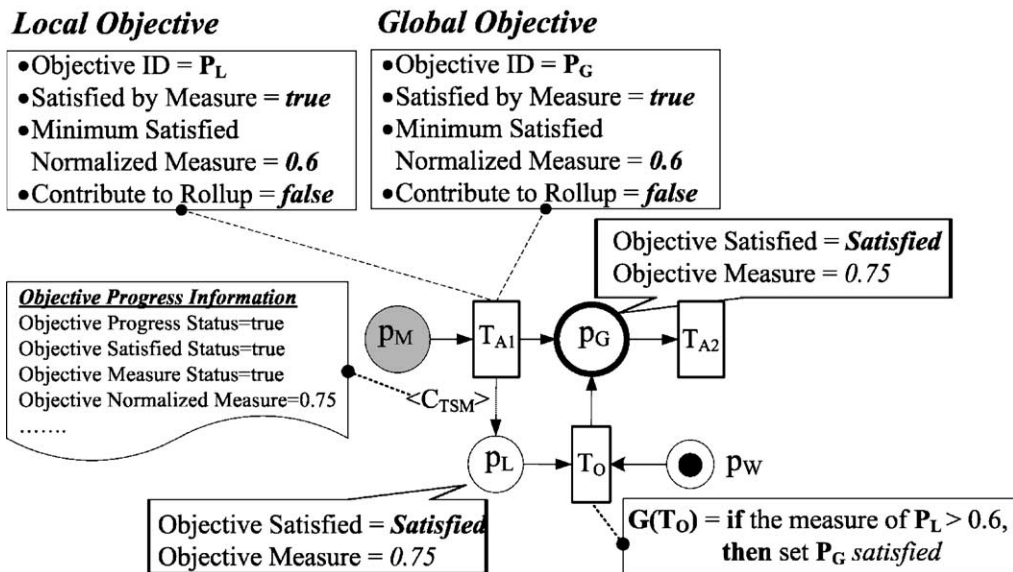 Local Objective
•Objective ID = PL
•Satisfied by Measure = true
•Minimum Satisfied
Normalized Measure = 0.6
•Contribute to Rollup = false
Global Objective
•Objective ID = PG
•Satisfied by Measure = true
•Minimum Satisfied
Normalized Measure = 0.6
•Contribute to Rollup = false
Objective Satisfied = Satisfied
Objective Measure = 0.75
Objective Progress Information
Objective Progress Status=true
Objective Satisfied Status=true
Objective Measure Status=true
Objective Normalized Measure=0.75
.......
pM
TA1
pG
TA2
<CTSM>
pL
TO
pW
Objective Satisfied = Satisfied
Objective Measure = 0.75
G(TO) = if the measure of PL > 0.6,
then set PG satisfied